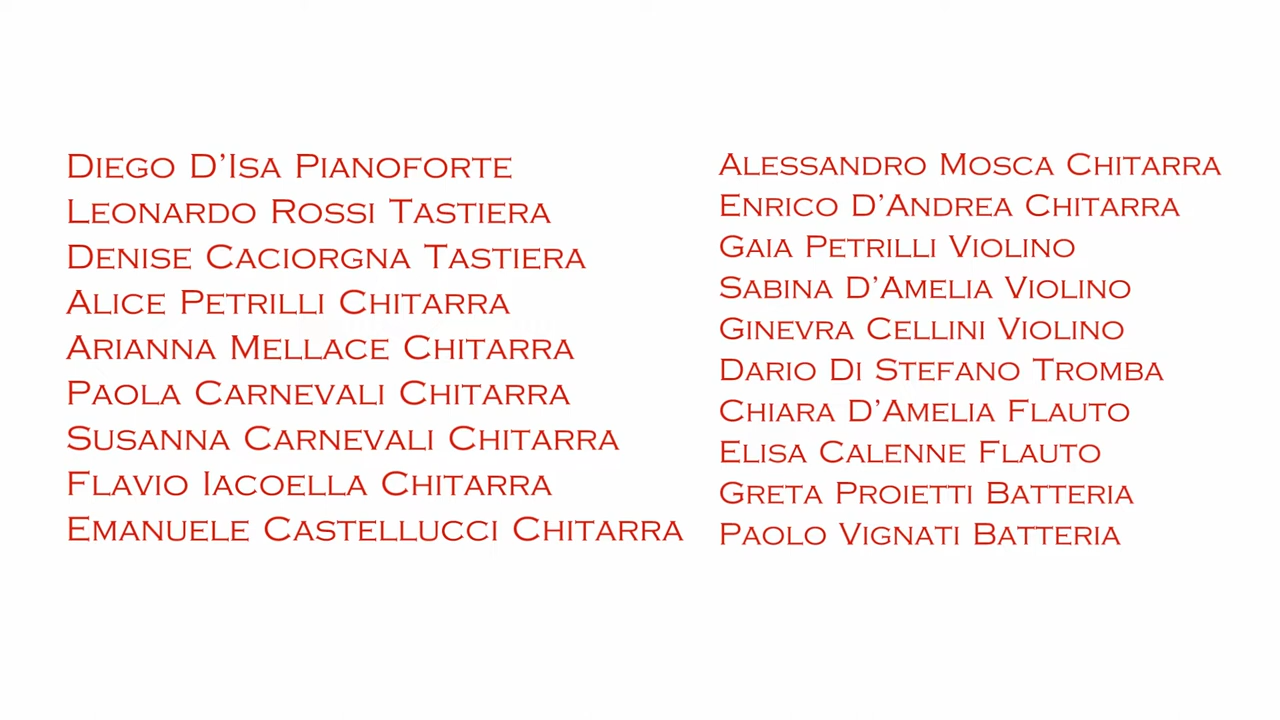 Diego D'Isa Pianoforte
Leonardo Rossi Tastiera
Denise Caciorgna Tastiera
Alice Petrilli Chitarra
Arianna Mellace Chitarra
Paola Carnevali Chitarra
Susanna Carnevali Chitarra
Flavio Iacoella Chitarra
Emanuele Castellucci Chitarra
Alessandro Mosca Chitarra
Enrico D'Andrea Chitarra
Gaia Petrilli Violino
Sabina D'Amelia Violino
Ginevra Cellini Violino
Dario Di Stefano Tromba
Chiara D'Amelia Flauto
Elisa Calenne Flauto
Greta Proietti Batteria
Paolo Vignati Batteria